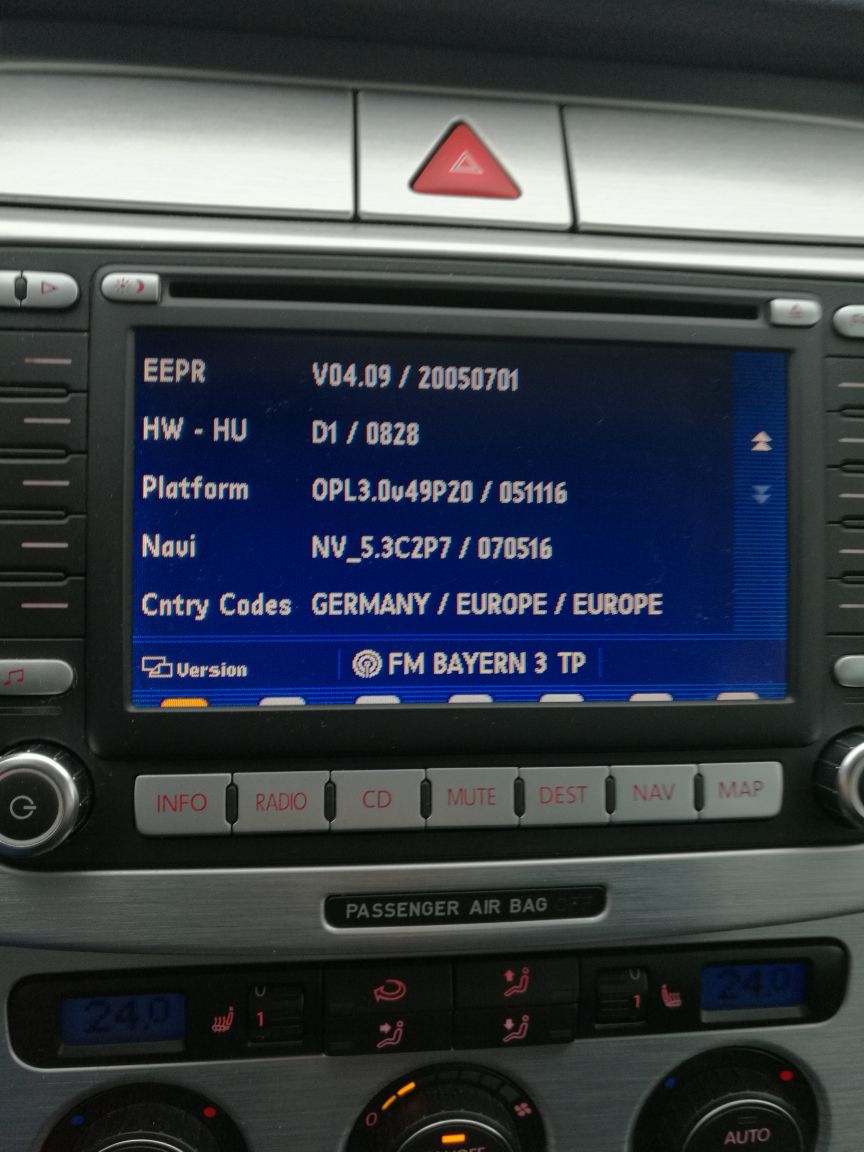 EEPR V04.09 / 20050701
HW - HU D1 / 0828
Platform OPL3.0v49P20 / 051116
Navi NV_5.3C2P7 / 070516
Cntry Codes GERMANY / EUROPE / EUROPE
Version FM BAYERN 3 TP
INFO RADIO CD MUTE DEST NAV MAP
PASSENGER AIR BAG OFF
24.0 1 1 24.0
0
AUTO